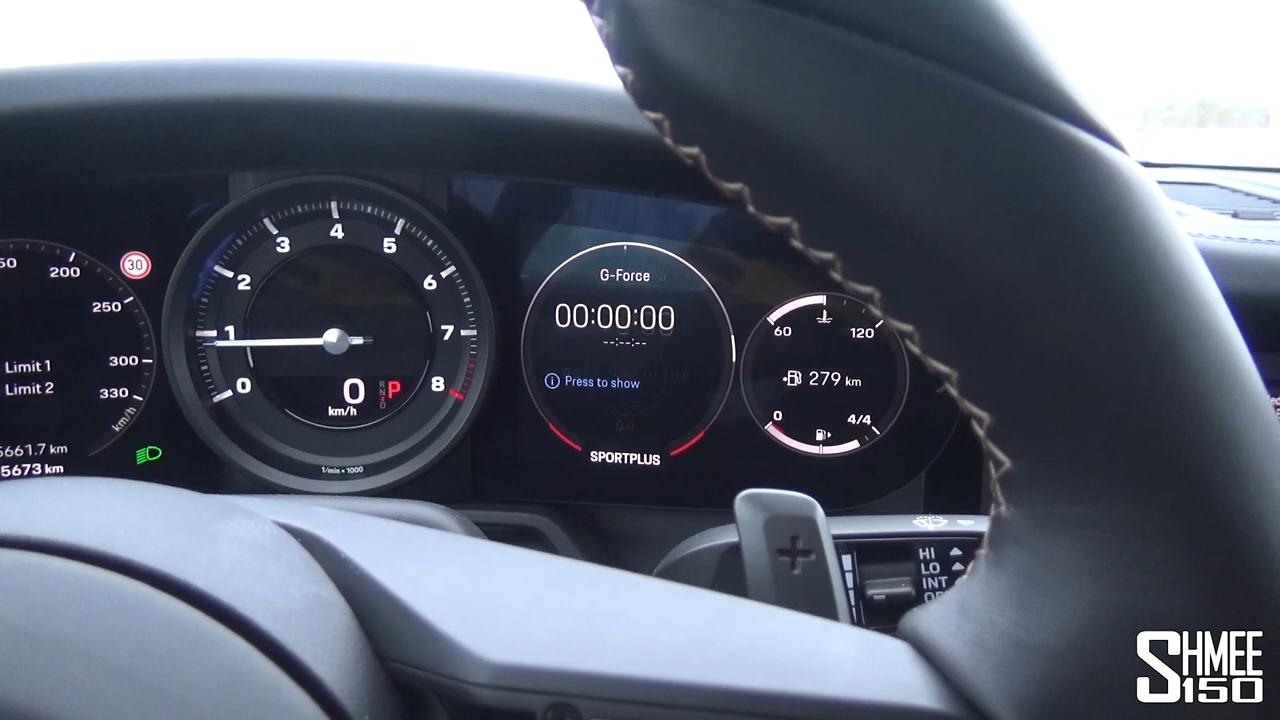 50
200
250
300
330
km/h
30
Limit 1
Limit 2
5661.7 km
5673 km
0
1
2
3
4
5
6
7
8
0
km/h
R
N
D
P
1/min × 1000
G-Force
00:00:00
--:--:--
i Press to show
SPORTPLUS
60
120
279 km
0
4/4
+
HI
LO
INT
SHMEE
150